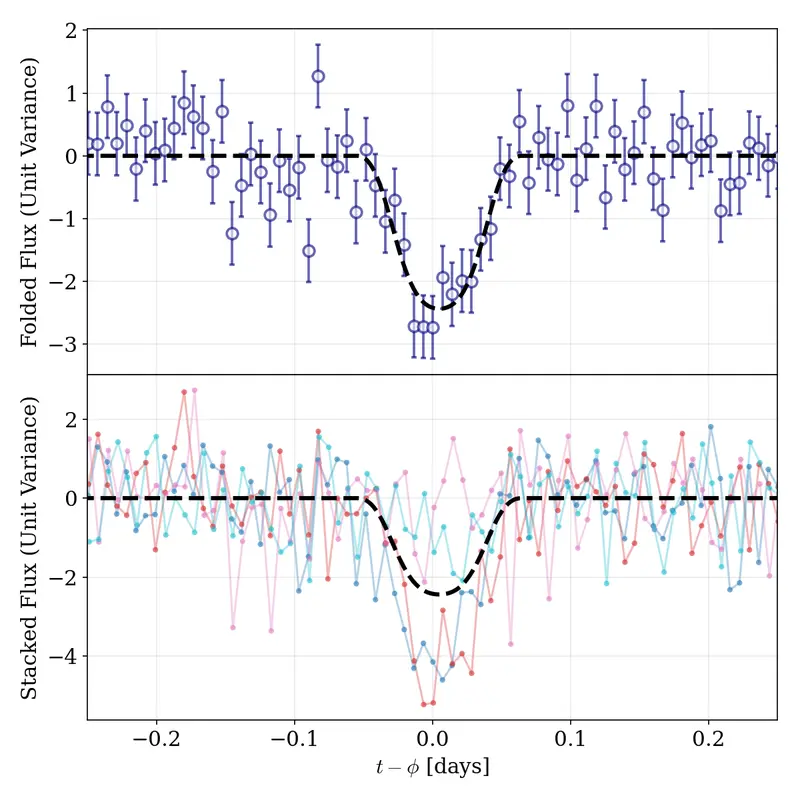 Folded Flux (Unit Variance)
2
1
0
−1
−2
−3
Stacked Flux (Unit Variance)
2
0
−2
−4
−0.2 −0.1 0.0 0.1 0.2
t − ϕ [days]